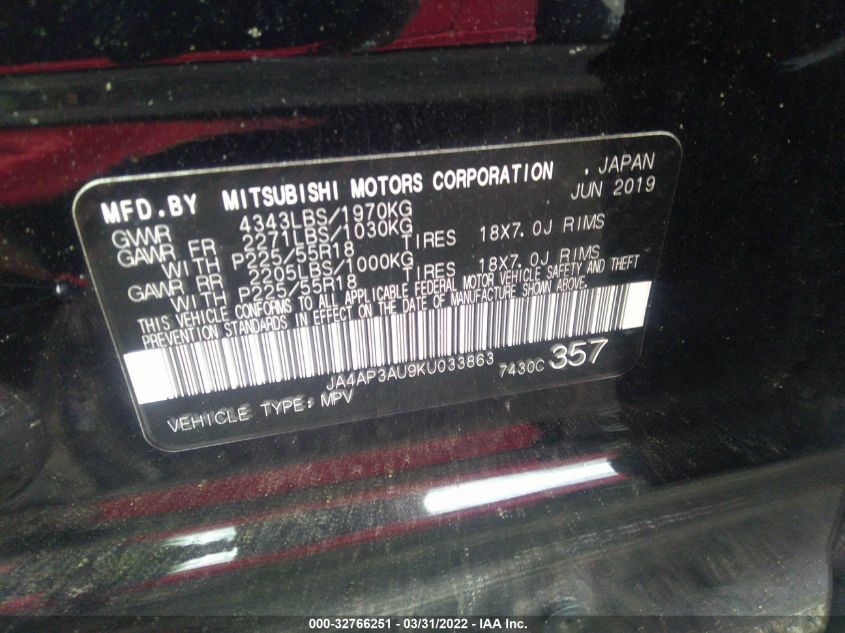 MFD.BY MITSUBISHI MOTORS CORPORATION . JAPAN
JUN 2019
GVWR 4343LBS/1970KG
GAWR FR 2271LBS/1030KG
WITH P225/55R18 TIRES 18X7.0J RIMS
GAWR RR 2205LBS/1000KG
WITH P225/55R18 TIRES 18X7.0J RIMS
THIS VEHICLE CONFORMS TO ALL APPLICABLE FEDERAL MOTOR VEHICLE SAFETY AND THEFT
PREVENTION STANDARDS IN EFFECT ON THE DATE OF MANUFACTURE SHOWN ABOVE.
JA4AP3AU9KU033863 7430C 357
VEHICLE TYPE: MPV
000-32766251 - 03/31/2022 - IAA Inc.